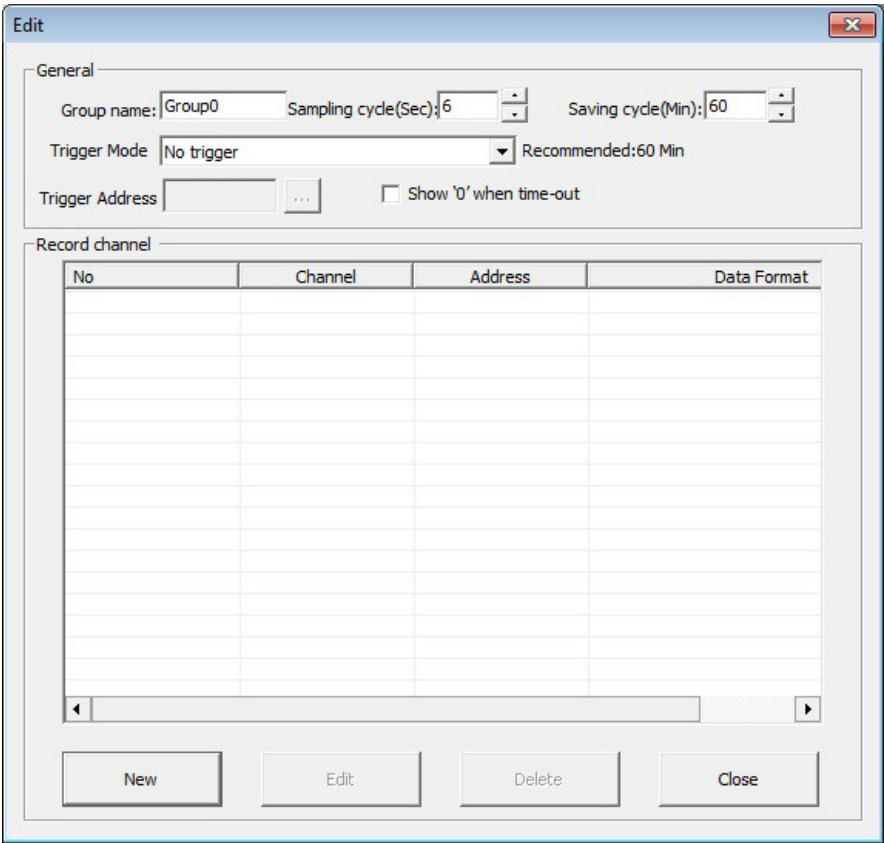 Edit
General
Group name: Group0 Sampling cycle(Sec): 6 Saving cycle(Min): 60
Trigger Mode No trigger Recommended:60 Min
Trigger Address ... Show '0' when time-out
Record channel
No Channel Address Data Format
New Edit Delete Close